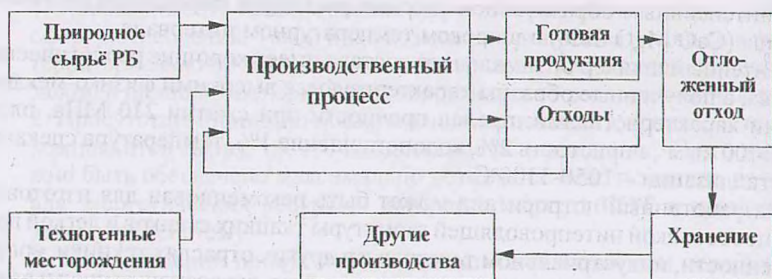 Природное
сырьё РБ
Производственный
процесс
Готовая
продукция
Отходы
Отло-
женный
отход
Техногенные
месторождения
Другие
производства
Хранение